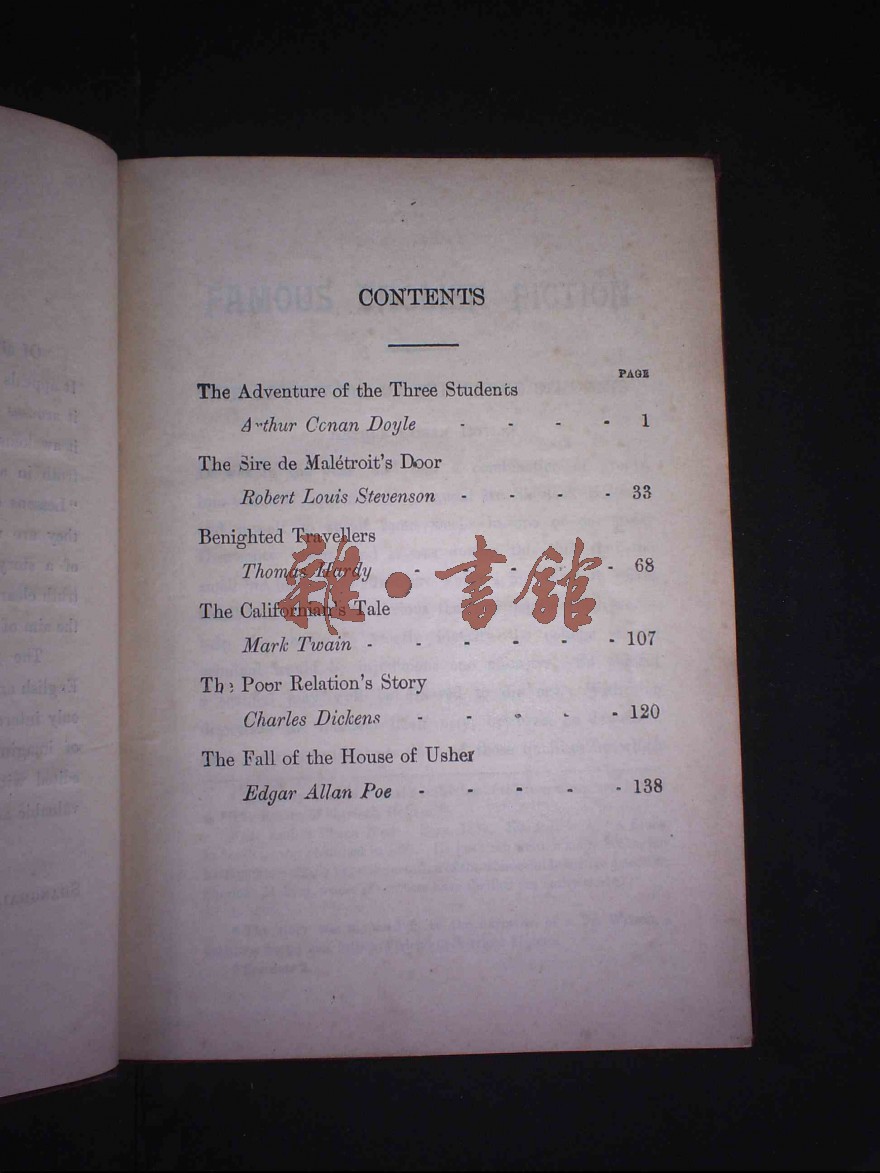 CONTENTS
PAGE
The Adventure of the Three Students
Arthur Conan Doyle - - - - 1
The Sire de Malétroit's Door
Robert Louis Stevenson - - - - 33
Benighted Travellers
Thomas Hardy - - - - - 68
雜·書館
The Californian's Tale
Mark Twain - - - - - - 107
The Poor Relation's Story
Charles Dickens - - - - - 120
The Fall of the House of Usher
Edgar Allan Poe - - - - - 138